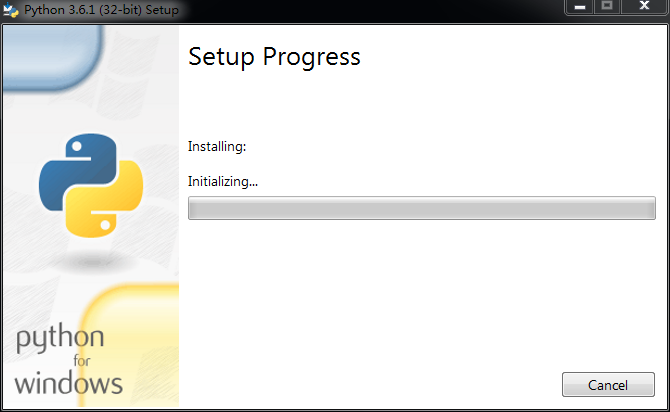 Python 3.6.1 (32-bit) Setup
Setup Progress
Installing:
Initializing...
python
for
windows
Cancel